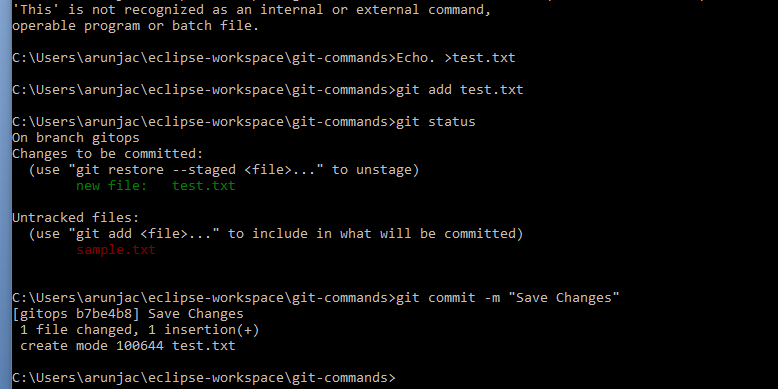 'This' is not recognized as an internal or external command,
operable program or batch file.
C:\Users\arunjac\eclipse-workspace\git-commands>Echo. >test.txt
C:\Users\arunjac\eclipse-workspace\git-commands>git add test.txt
C:\Users\arunjac\eclipse-workspace\git-commands>git status
On branch gitops
Changes to be committed:
  (use "git restore --staged <file>..." to unstage)
        new file:   test.txt
Untracked files:
  (use "git add <file>..." to include in what will be committed)
        sample.txt
C:\Users\arunjac\eclipse-workspace\git-commands>git commit -m "Save Changes"
[gitops b7be4b8] Save Changes
 1 file changed, 1 insertion(+)
 create mode 100644 test.txt
C:\Users\arunjac\eclipse-workspace\git-commands>